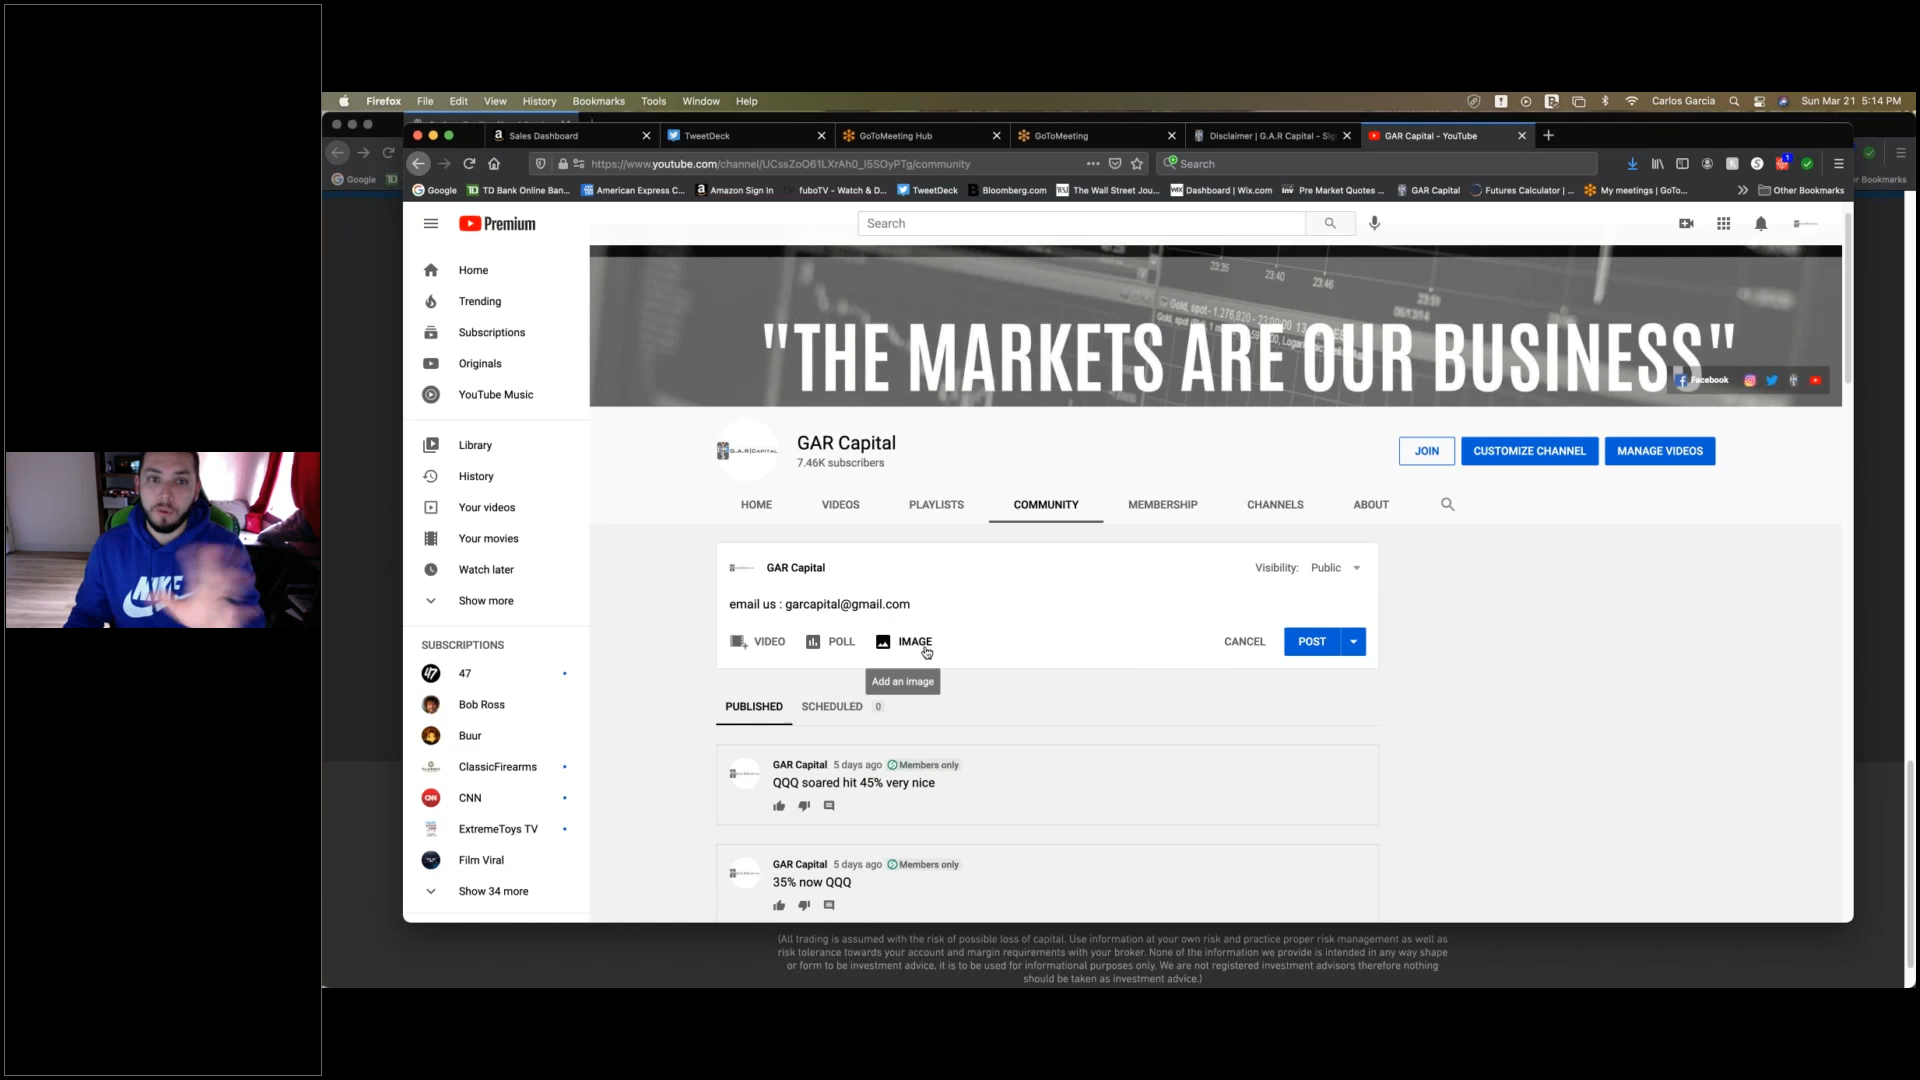 Firefox File Edit View History Bookmarks Tools Window Help Carlos Garcia Sun Mar 21 5:14 PM
Sales Dashboard TweetDeck GoToMeeting Hub GoToMeeting Disclaimer | G.A.R Capital - Sig GAR Capital - YouTube
https://www.youtube.com/channel/UCssZoO61LXrAh0_I5SOyPTg/community Search
Google TD Bank Online Ban... American Express C... Amazon Sign In fuboTV - Watch & D... TweetDeck Bloomberg.com The Wall Street Jou... Dashboard | Wix.com Pre Market Quotes ... GAR Capital Futures Calculator | ... My meetings | GoTo... Other Bookmarks
Google
Premium
Search
Home
Trending
Subscriptions
Originals
YouTube Music
Library
History
Your videos
Your movies
Watch later
Show more
SUBSCRIPTIONS
47
Bob Ross
Buur
ClassicFirearms
CNN
ExtremeToys TV
Film Viral
Show 34 more
23:35 23:40 23:46
"THE MARKETS ARE OUR BUSINESS"
Facebook
GAR Capital
7.46K subscribers
JOIN CUSTOMIZE CHANNEL MANAGE VIDEOS
HOME VIDEOS PLAYLISTS COMMUNITY MEMBERSHIP CHANNELS ABOUT
GAR Capital Visibility: Public
email us : garcapital@gmail.com
VIDEO POLL IMAGE CANCEL POST
Add an image
PUBLISHED SCHEDULED 0
GAR Capital 5 days ago Members only
QQQ soared hit 45% very nice
GAR Capital 5 days ago Members only
35% now QQQ
(All trading is assumed with the risk of possible loss of capital. Use information at your own risk and practice proper risk management as well as
risk tolerance towards your account and margin requirements with your broker. None of the information we provide is intended in any way shape
or form to be investment advice, it is to be used for informational purposes only. We are not registered investment advisors therefore nothing
should be taken as investment advice.)
NIKE